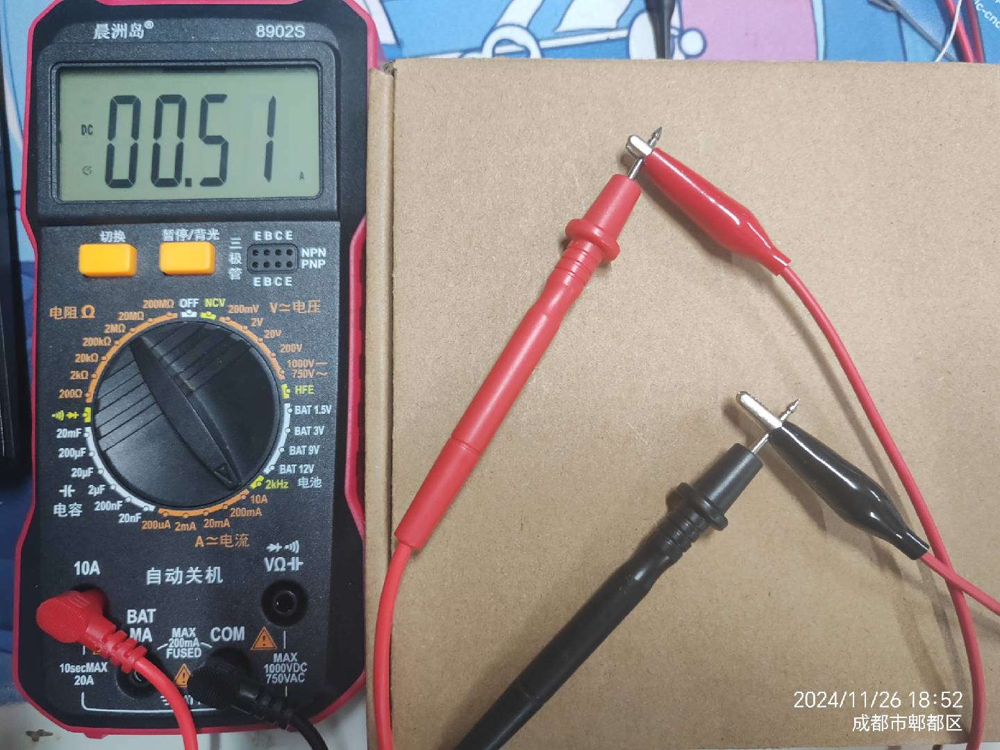 晨洲岛® 8902S
DC 00.51 A
切换 暂停/背光
三极管
E B C E
NPN
PNP
E B C E
电阻 Ω
200MΩ
20MΩ
2MΩ
200kΩ
20kΩ
2kΩ
200Ω
OFF
NCV
V≂电压
200mV
2V
20V
200V
1000V⎓
750V~
HFE
BAT 1.5V
BAT 3V
BAT 9V
BAT 12V
电池
2kHz
10A
200mA
20mA
2mA
200uA
A≂电流
20mF
200μF
20μF
2μF
200nF
20nF
电容
10A
自动关机
VΩ
BAT
MA
MAX
200mA
FUSED
COM
10secMAX
20A
MAX
1000VDC
750VAC
2024/11/26 18:52
成都市郫都区